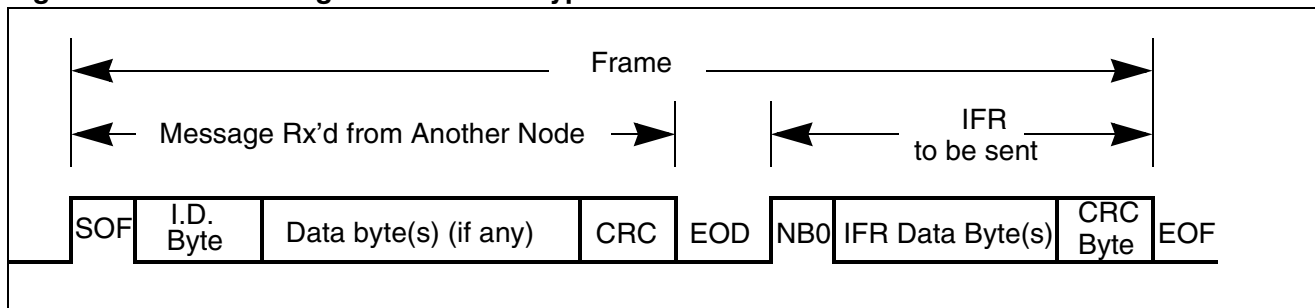 Frame
Message Rx'd from Another Node
IFR
to be sent
SOF
I.D.
Byte
Data byte(s) (if any)
CRC
EOD
NB0
IFR Data Byte(s)
CRC
Byte
EOF